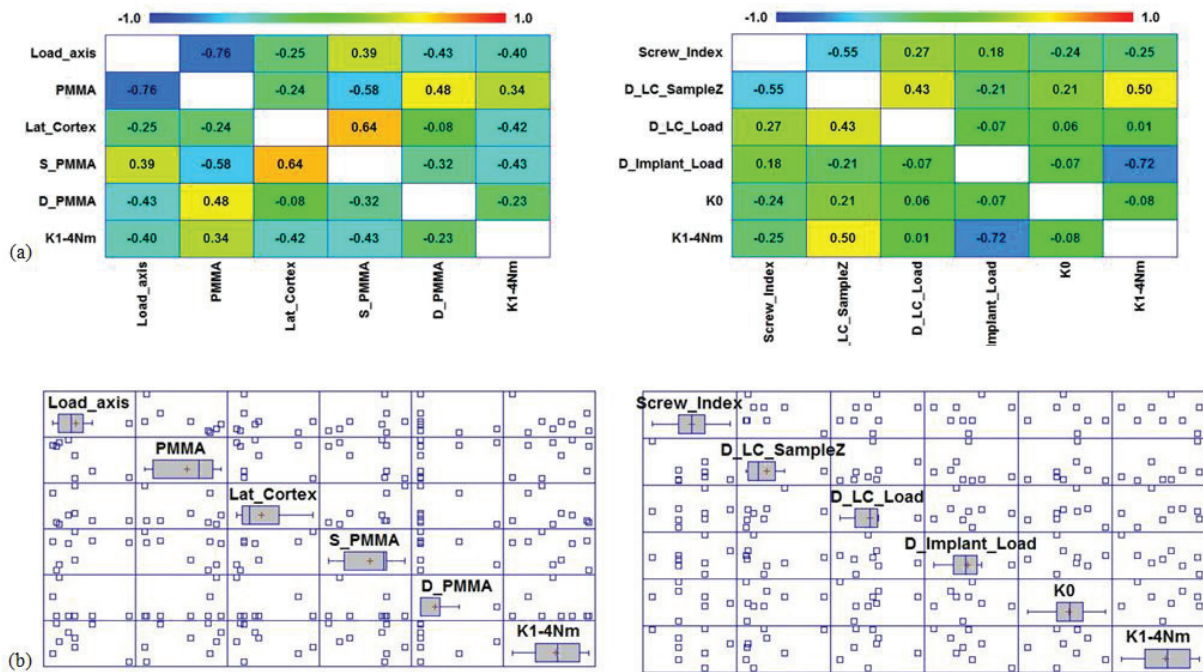 -1.0 1.0
Load_axis -0.76 -0.25 0.39 -0.43 -0.40
PMMA -0.76 -0.24 -0.58 0.48 0.34
Lat_Cortex -0.25 -0.24 0.64 -0.08 -0.42
S_PMMA 0.39 -0.58 0.64 -0.32 -0.43
D_PMMA -0.43 0.48 -0.08 -0.32 -0.23
K1-4Nm -0.40 0.34 -0.42 -0.43 -0.23
(a)
Load_axis
PMMA
Lat_Cortex
S_PMMA
D_PMMA
K1-4Nm
-1.0 1.0
Screw_Index -0.55 0.27 0.18 -0.24 -0.25
D_LC_SampleZ -0.55 0.43 -0.21 0.21 0.50
D_LC_Load 0.27 0.43 -0.07 0.06 0.01
D_Implant_Load 0.18 -0.21 -0.07 -0.07 -0.72
K0 -0.24 0.21 0.06 -0.07 -0.08
K1-4Nm -0.25 0.50 0.01 -0.72 -0.08
Screw_Index
_LC_SampleZ
D_LC_Load
Implant_Load
K0
K1-4Nm
Load_axis
PMMA
Lat_Cortex
S_PMMA
D_PMMA
K1-4Nm
(b)
Screw_Index
D_LC_SampleZ
D_LC_Load
D_Implant_Load
K0
K1-4Nm